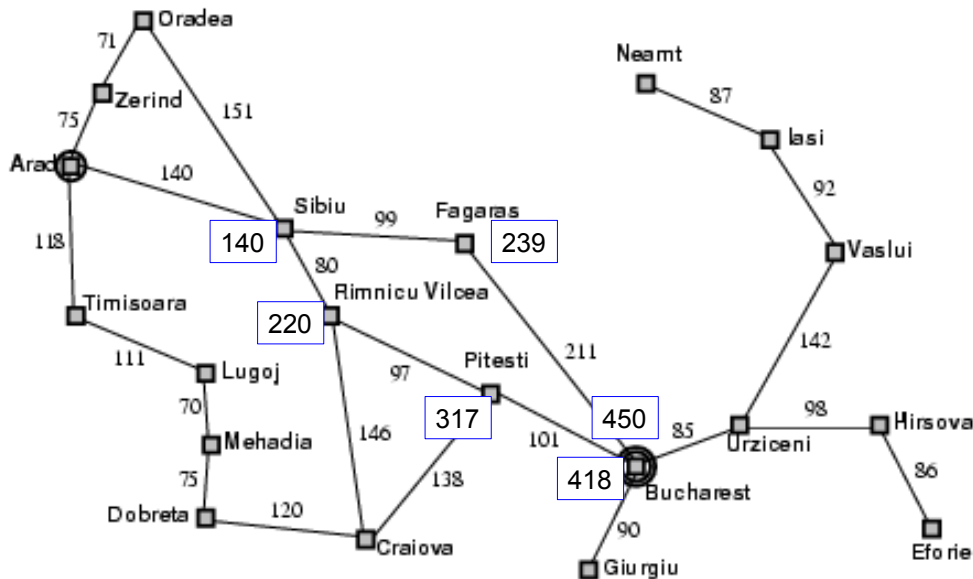 Oradea
71
Neamt
87
Zerind
75
151
Iasi
Arad
140
92
Sibiu
99
Fagaras
118
140
239
Vaslui
80
Timisoara
Rimnicu Vilcea
220
142
111
Lugoj
97
Pitesti
211
70
146
317
450
98
Hirsova
Mehadia
101
85
Urziceni
75
138
418
86
Bucharest
Dobreta
120
90
Craiova
Eforie
Giurgiu